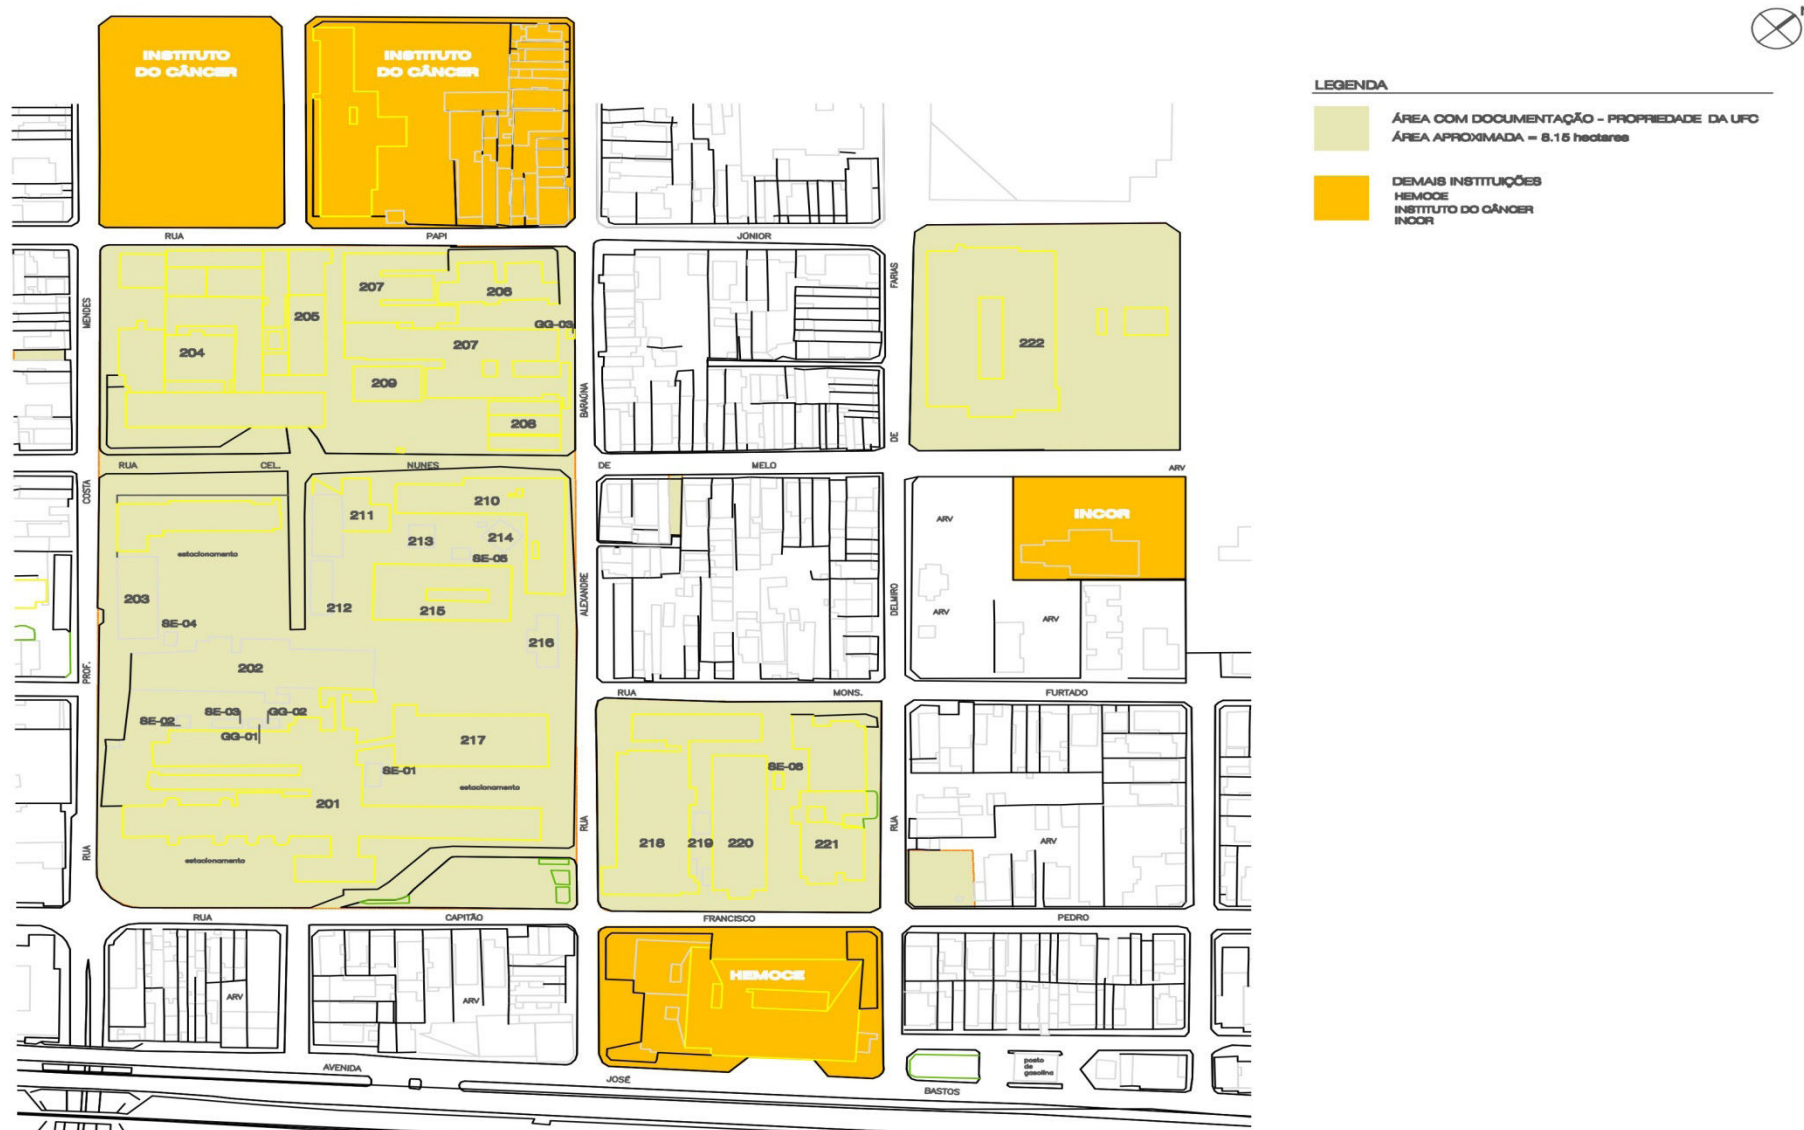 N
LEGENDA
ÁREA COM DOCUMENTAÇÃO - PROPRIEDADE DA UFC
ÁREA APROXIMADA = 8.15 hectares
DEMAIS INSTITUIÇÕES
HEMOCE
INSTITUTO DO CÂNCER
INCOR
INSTITUTO
DO CÂNCER
INSTITUTO
DO CÂNCER
RUA PAPI JÚNIOR
MENDES
FARIAS
207
206
205
GG-03
204
207
222
209
BARAÚNA
208
DE
RUA CEL. NUNES DE MELO
ARV
COSTA
210
211
ARV
INCOR
estacionamento
213
214
SE-05
203
212
215
ALEXANDRE
DELMIRO
ARV
ARV
SE-04
216
202
PROF.
RUA MONS. FURTADO
SE-02
SE-03
GG-02
GG-01
217
SE-01
SE-06
estacionamento
201
RUA
RUA
RUA
218
219
220
221
ARV
estacionamento
RUA CAPITÃO FRANCISCO PEDRO
HEMOCE
ARV
ARV
posto
de
gasolina
AVENIDA JOSÉ BASTOS